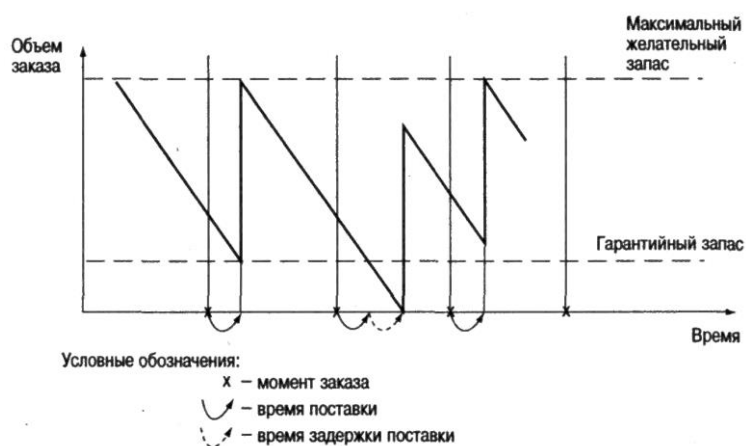 Объем
заказа
Максимальный
желательный
запас
Гарантийный запас
Время
Условные обозначения:
x – момент заказа
– время поставки
– время задержки поставки